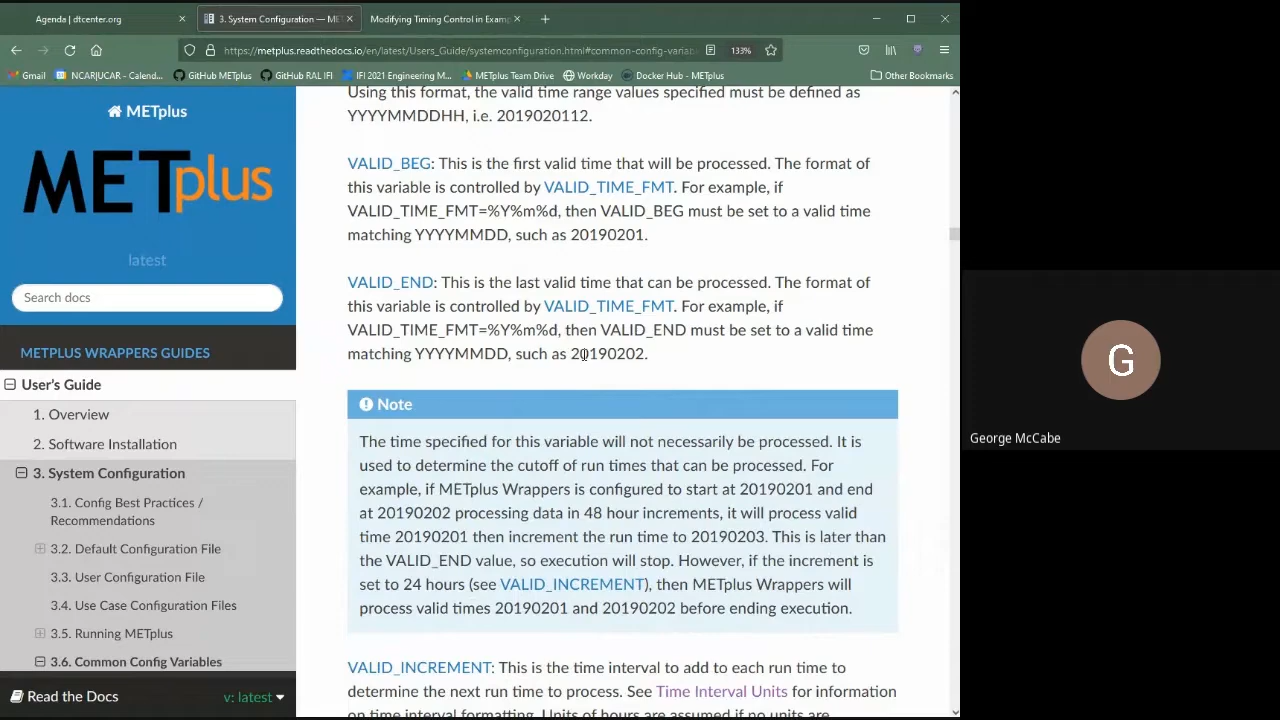 Agenda | dtcenter.org
3. System Configuration — ME
Modifying Timing Control in Examp
https://metplus.readthedocs.io/en/latest/Users_Guide/systemconfiguration.html#common-config-varian
133%
Gmail
NCAR|UCAR - Calend...
GitHub METplus
GitHub RAL IFI
IFI 2021 Engineering M...
METplus Team Drive
Workday
Docker Hub - METplus
Other Bookmarks
METplus
METplus
latest
Search docs
METPLUS WRAPPERS GUIDES
User's Guide
1. Overview
2. Software Installation
3. System Configuration
3.1. Config Best Practices /
Recommendations
3.2. Default Configuration File
3.3. User Configuration File
3.4. Use Case Configuration Files
3.5. Running METplus
3.6. Common Config Variables
Read the Docs
v: latest
Using this format, the valid time range values specified must be defined as
YYYYMMDDHH, i.e. 2019020112.
VALID_BEG: This is the first valid time that will be processed. The format of
this variable is controlled by VALID_TIME_FMT. For example, if
VALID_TIME_FMT=%Y%m%d, then VALID_BEG must be set to a valid time
matching YYYYMMDD, such as 20190201.
VALID_END: This is the last valid time that can be processed. The format of
this variable is controlled by VALID_TIME_FMT. For example, if
VALID_TIME_FMT=%Y%m%d, then VALID_END must be set to a valid time
matching YYYYMMDD, such as 20190202.
Note
The time specified for this variable will not necessarily be processed. It is
used to determine the cutoff of run times that can be processed. For
example, if METplus Wrappers is configured to start at 20190201 and end
at 20190202 processing data in 48 hour increments, it will process valid
time 20190201 then increment the run time to 20190203. This is later than
the VALID_END value, so execution will stop. However, if the increment is
set to 24 hours (see VALID_INCREMENT), then METplus Wrappers will
process valid times 20190201 and 20190202 before ending execution.
VALID_INCREMENT: This is the time interval to add to each run time to
determine the next run time to process. See Time Interval Units for information
on time interval formatting. Units of hours are assumed if no units are
G
George McCabe